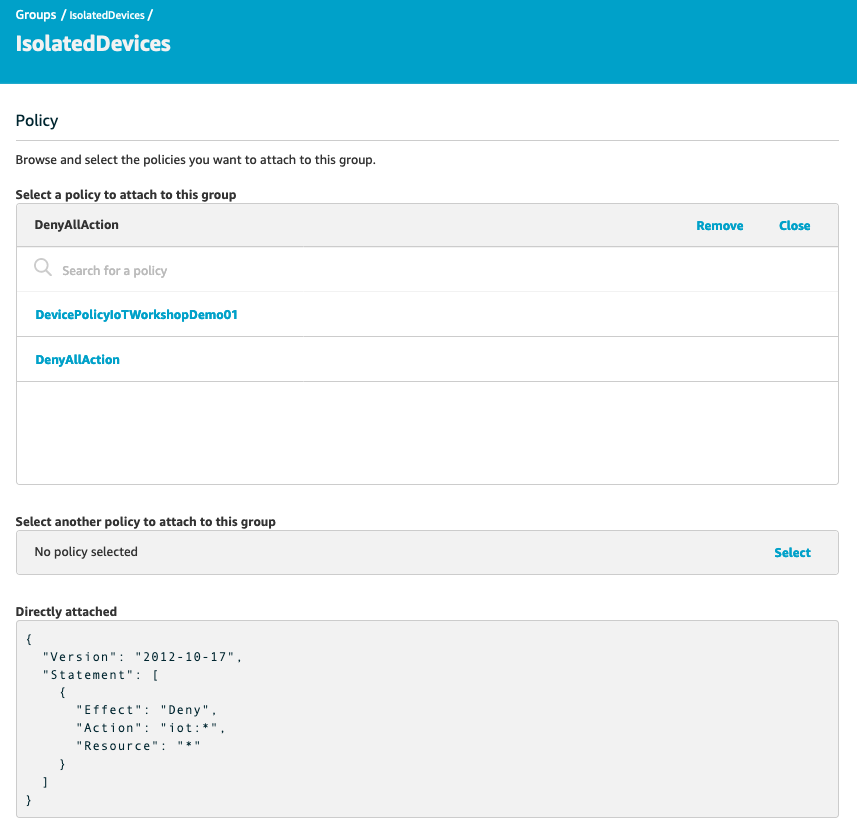 Groups / IsolatedDevices /
IsolatedDevices
Policy
Browse and select the policies you want to attach to this group.
Select a policy to attach to this group
DenyAllAction Remove Close
Search for a policy
DevicePolicyIoTWorkshopDemo01
DenyAllAction
Select another policy to attach to this group
No policy selected Select
Directly attached
{
  "Version": "2012-10-17",
  "Statement": [
    {
      "Effect": "Deny",
      "Action": "iot:*",
      "Resource": "*"
    }
  ]
}